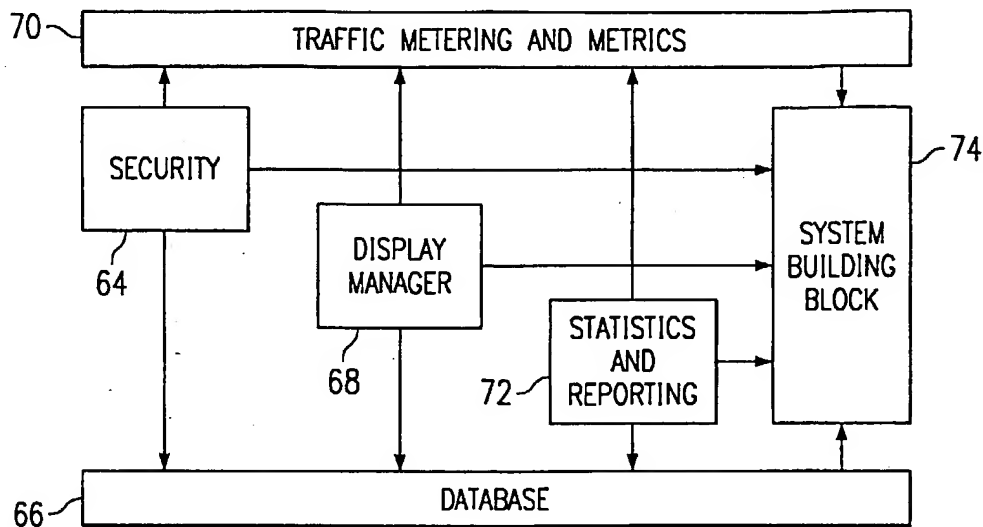 70
TRAFFIC METERING AND METRICS
SECURITY
64
DISPLAY
MANAGER
68
STATISTICS
AND
REPORTING
72
SYSTEM
BUILDING
BLOCK
74
DATABASE
66